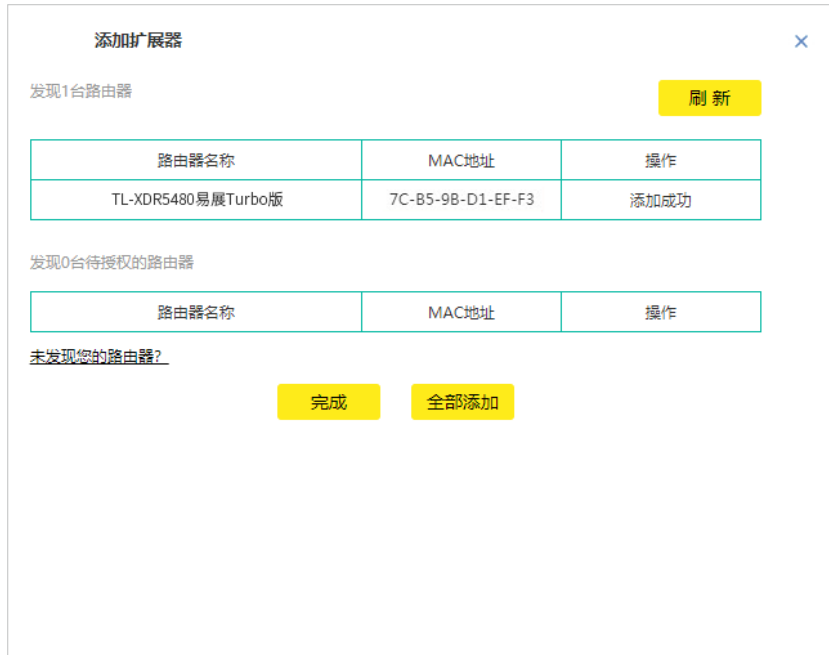 添加扩展器
×
发现1台路由器
刷 新
路由器名称 MAC地址 操作
TL-XDR5480易展Turbo版 7C-B5-9B-D1-EF-F3 添加成功
发现0台待授权的路由器
路由器名称 MAC地址 操作
未发现您的路由器?
完成 全部添加